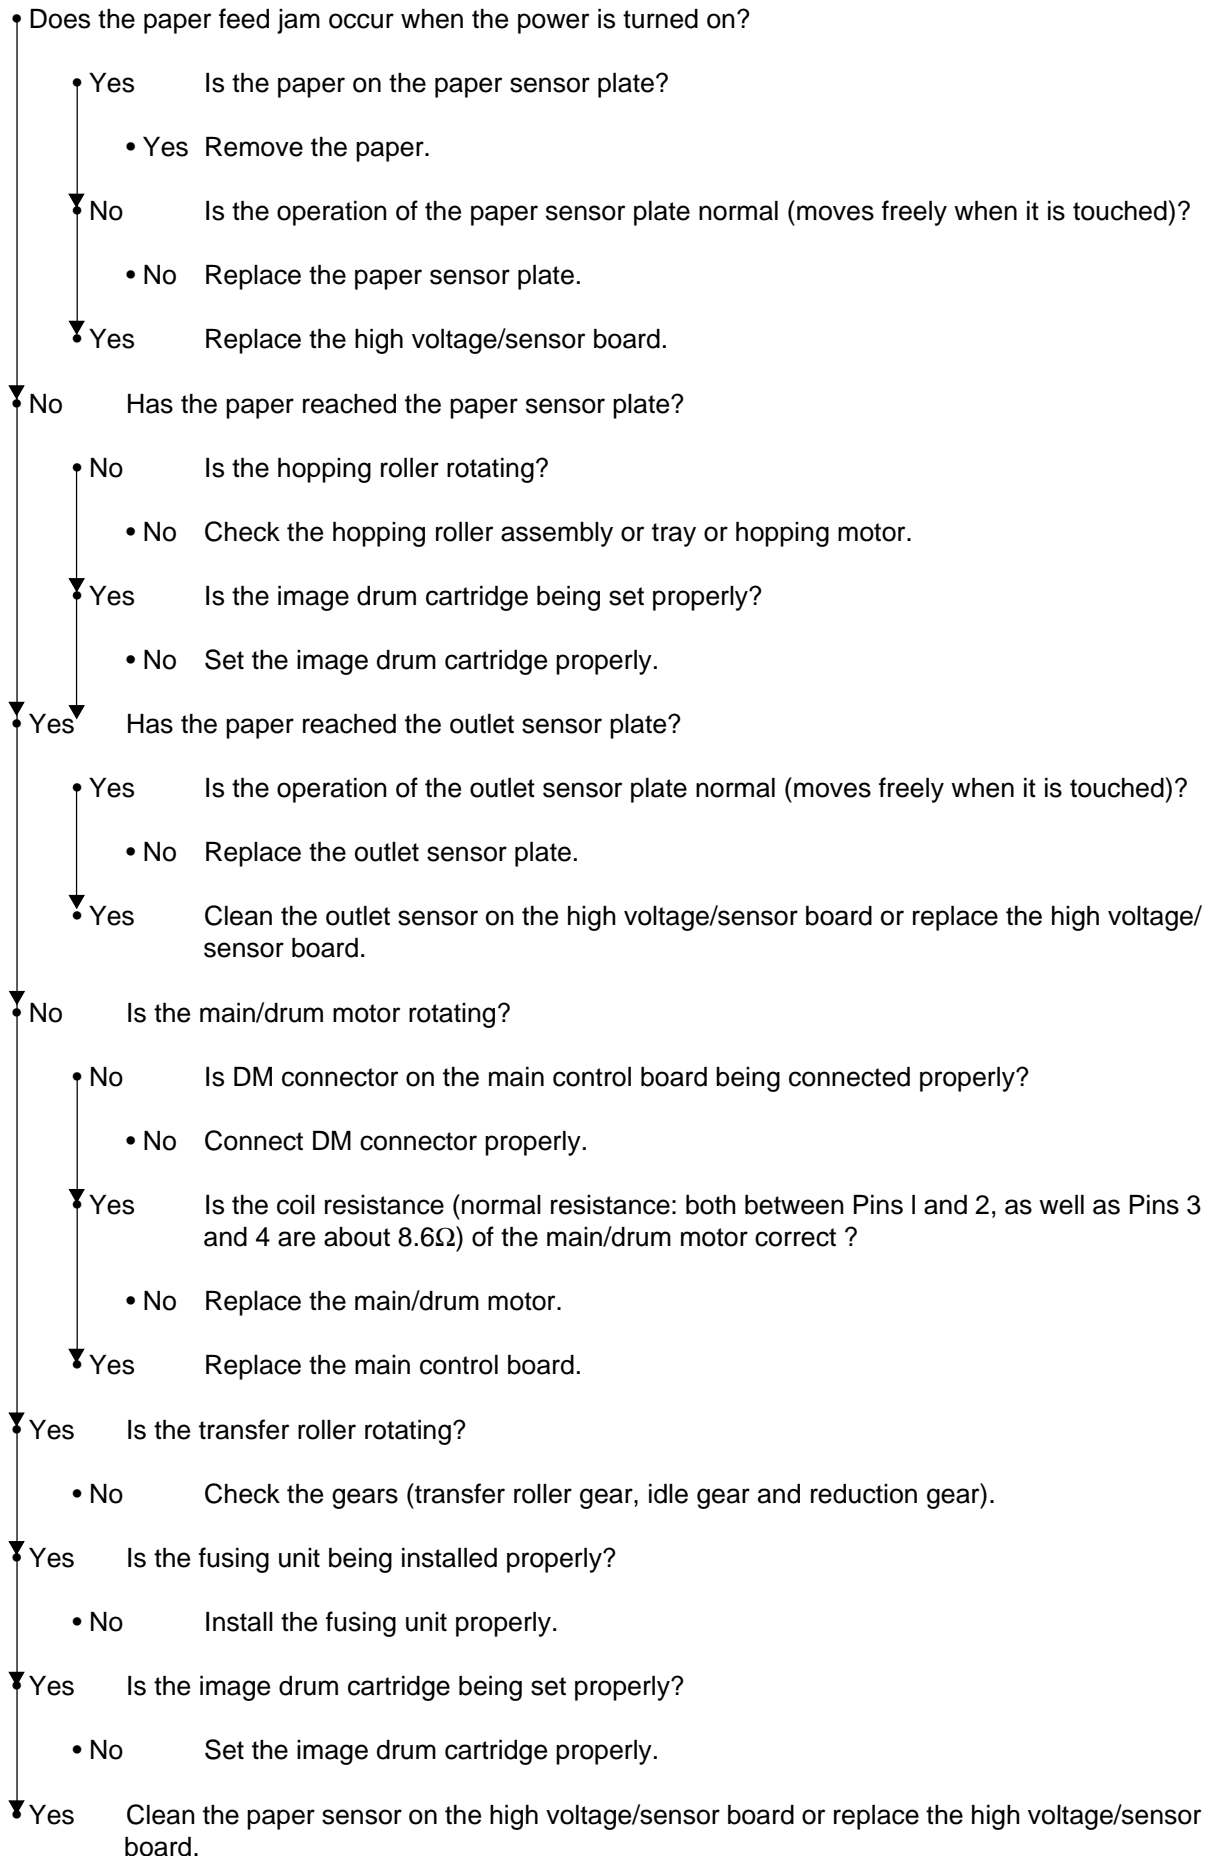 • Does the paper feed jam occur when the power is turned on?
• Yes Is the paper on the paper sensor plate?
• Yes Remove the paper.
• No Is the operation of the paper sensor plate normal (moves freely when it is touched)?
• No Replace the paper sensor plate.
• Yes Replace the high voltage/sensor board.
• No Has the paper reached the paper sensor plate?
• No Is the hopping roller rotating?
• No Check the hopping roller assembly or tray or hopping motor.
• Yes Is the image drum cartridge being set properly?
• No Set the image drum cartridge properly.
• Yes Has the paper reached the outlet sensor plate?
• Yes Is the operation of the outlet sensor plate normal (moves freely when it is touched)?
• No Replace the outlet sensor plate.
• Yes Clean the outlet sensor on the high voltage/sensor board or replace the high voltage/
sensor board.
• No Is the main/drum motor rotating?
• No Is DM connector on the main control board being connected properly?
• No Connect DM connector properly.
• Yes Is the coil resistance (normal resistance: both between Pins l and 2, as well as Pins 3
and 4 are about 8.6Ω) of the main/drum motor correct ?
• No Replace the main/drum motor.
• Yes Replace the main control board.
• Yes Is the transfer roller rotating?
• No Check the gears (transfer roller gear, idle gear and reduction gear).
• Yes Is the fusing unit being installed properly?
• No Install the fusing unit properly.
• Yes Is the image drum cartridge being set properly?
• No Set the image drum cartridge properly.
• Yes Clean the paper sensor on the high voltage/sensor board or replace the high voltage/sensor
board.